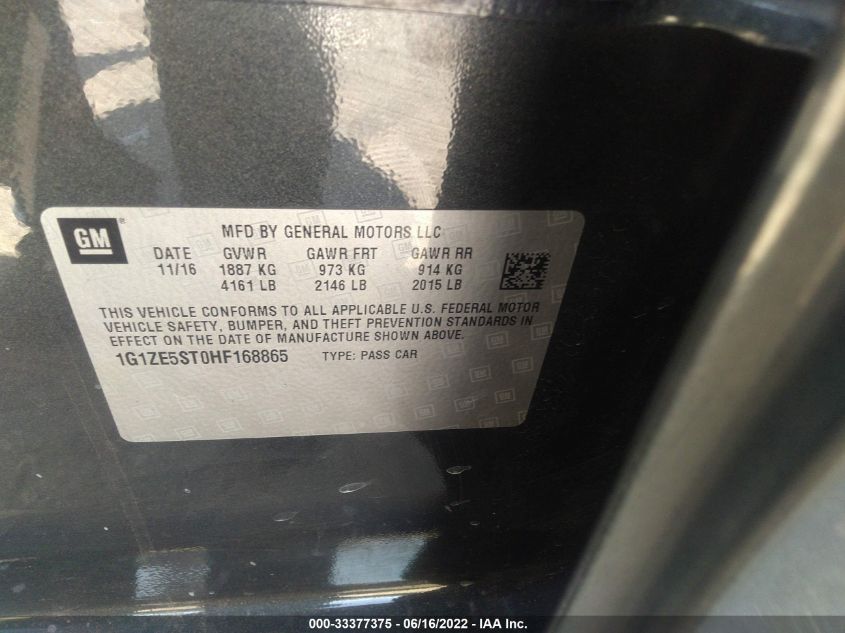 GM ®
MFD BY GENERAL MOTORS LLC
DATE GVWR GAWR FRT GAWR RR
11/16 1887 KG 973 KG 914 KG
4161 LB 2146 LB 2015 LB
THIS VEHICLE CONFORMS TO ALL APPLICABLE U.S. FEDERAL MOTOR
VEHICLE SAFETY, BUMPER, AND THEFT PREVENTION STANDARDS IN
EFFECT ON THE DATE OF MANUFACTURE SHOWN ABOVE.
1G1ZE5ST0HF168865 TYPE: PASS CAR
000-33377375 - 06/16/2022 - IAA Inc.